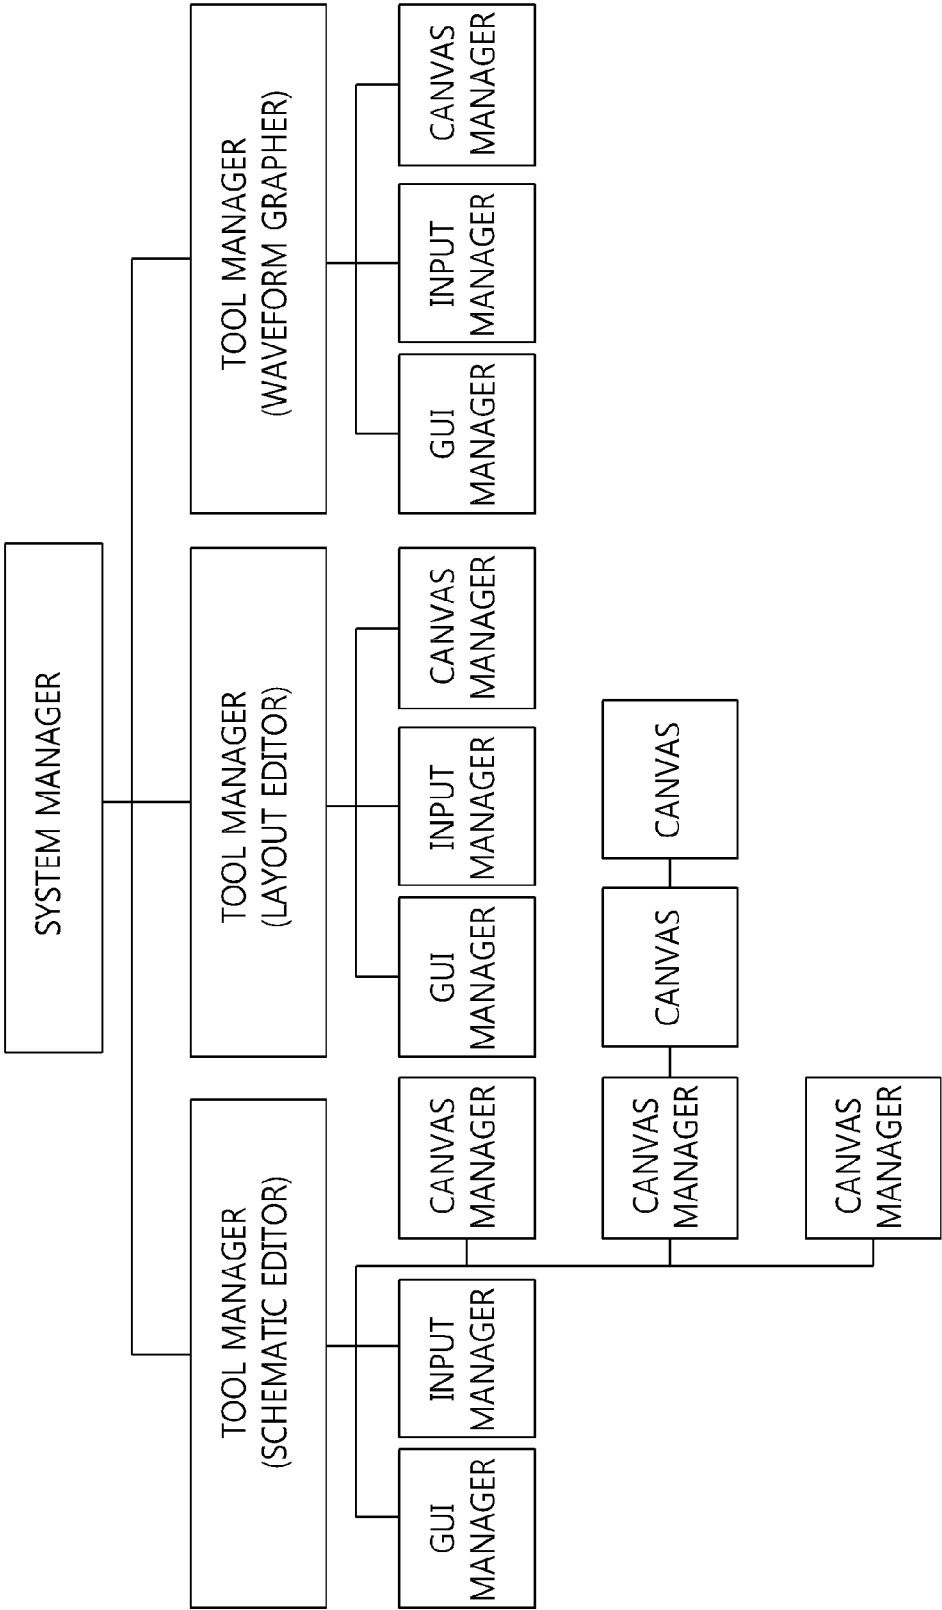 SYSTEM MANAGER
TOOL MANAGER
(SCHEMATIC EDITOR)
TOOL MANAGER
(LAYOUT EDITOR)
TOOL MANAGER
(WAVEFORM GRAPHER)
GUI
MANAGER
INPUT
MANAGER
CANVAS
MANAGER
GUI
MANAGER
INPUT
MANAGER
CANVAS
MANAGER
GUI
MANAGER
INPUT
MANAGER
CANVAS
MANAGER
CANVAS
MANAGER
CANVAS
CANVAS
CANVAS
MANAGER